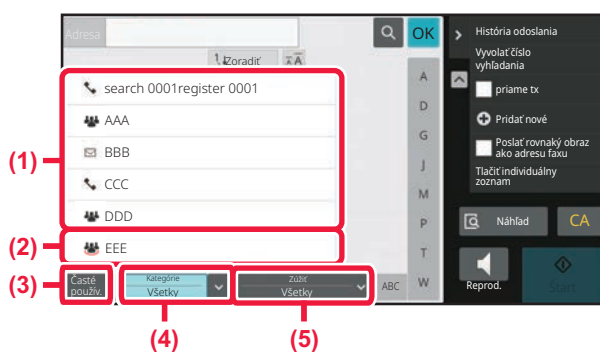 Adresa
OK
Zoradiť
search 0001register 0001
AAA
BBB
CCC
DDD
EEE
(1)
(2)
(3)
Časté
použív.
Kategórie
Všetky
Zúžiť
Všetky
ABC
(4)
(5)
A
D
G
J
M
P
T
W
História odoslania
Vyvolať číslo
vyhľadania
priame tx
Pridať nové
Poslať rovnaký obraz
ako adresu faxu
Tlačiť individuálny
zoznam
Náhľad
CA
Reprod.
Štart